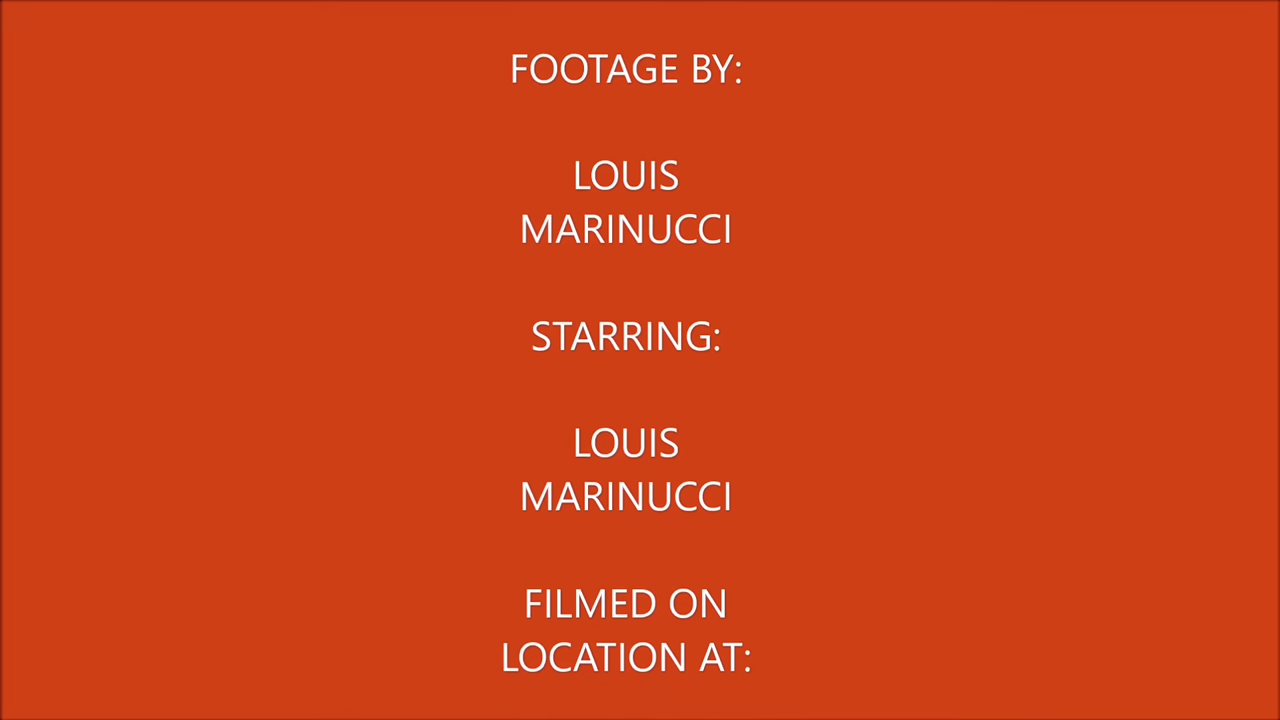 FOOTAGE BY:
LOUIS
MARINUCCI
STARRING:
LOUIS
MARINUCCI
FILMED ON
LOCATION AT: